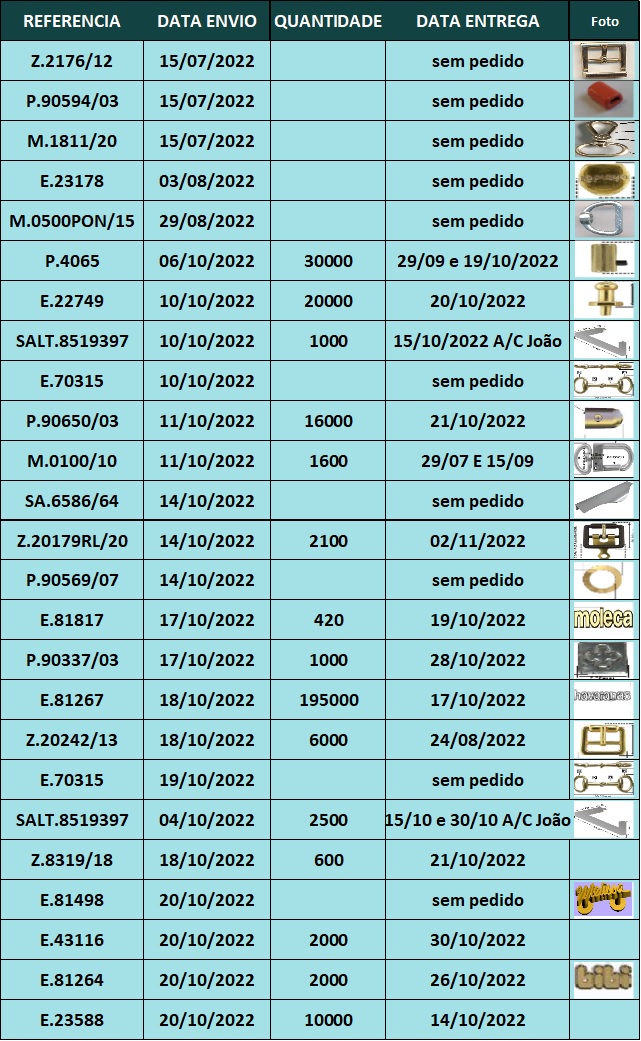 REFERENCIA DATA ENVIO QUANTIDADE DATA ENTREGA Foto
Z.2176/12 15/07/2022 sem pedido
P.90594/03 15/07/2022 sem pedido
M.1811/20 15/07/2022 sem pedido
E.23178 03/08/2022 sem pedido
M.0500PON/15 29/08/2022 sem pedido
P.4065 06/10/2022 30000 29/09 e 19/10/2022
E.22749 10/10/2022 20000 20/10/2022
SALT.8519397 10/10/2022 1000 15/10/2022 A/C João
E.70315 10/10/2022 sem pedido
P.90650/03 11/10/2022 16000 21/10/2022
M.0100/10 11/10/2022 1600 29/07 E 15/09
SA.6586/64 14/10/2022 sem pedido
Z.20179RL/20 14/10/2022 2100 02/11/2022
P.90569/07 14/10/2022 sem pedido
E.81817 17/10/2022 420 19/10/2022 moleca
P.90337/03 17/10/2022 1000 28/10/2022
E.81267 18/10/2022 195000 17/10/2022 havaianas
Z.20242/13 18/10/2022 6000 24/08/2022
E.70315 19/10/2022 sem pedido
SALT.8519397 04/10/2022 2500 15/10 e 30/10 A/C João
Z.8319/18 18/10/2022 600 21/10/2022
E.81498 20/10/2022 sem pedido
E.43116 20/10/2022 2000 30/10/2022
E.81264 20/10/2022 2000 26/10/2022 bibi
E.23588 20/10/2022 10000 14/10/2022